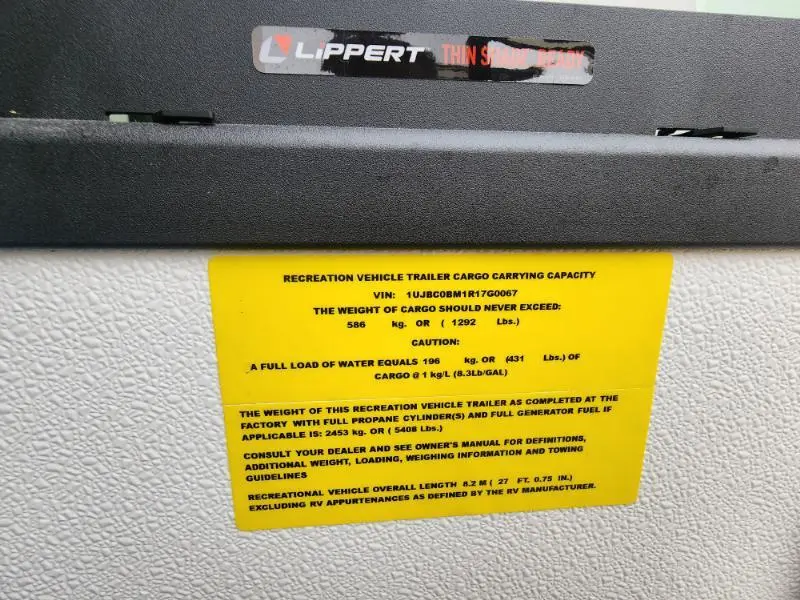 LIPPERT THIN SHADE READY
RECREATION VEHICLE TRAILER CARGO CARRYING CAPACITY
VIN: 1UJBC0BM1R17G0067
THE WEIGHT OF CARGO SHOULD NEVER EXCEED:
586 kg. OR ( 1292 Lbs.)
CAUTION:
A FULL LOAD OF WATER EQUALS 196 kg. OR (431 Lbs.) OF
CARGO @ 1 kg/L (8.3Lb/GAL)
THE WEIGHT OF THIS RECREATION VEHICLE TRAILER AS COMPLETED AT THE
FACTORY WITH FULL PROPANE CYLINDER(S) AND FULL GENERATOR FUEL IF
APPLICABLE IS: 2453 kg. OR ( 5408 Lbs.)
CONSULT YOUR DEALER AND SEE OWNER'S MANUAL FOR DEFINITIONS,
ADDITIONAL WEIGHT, LOADING, WEIGHING INFORMATION AND TOWING
GUIDELINES
RECREATIONAL VEHICLE OVERALL LENGTH 8.2 M ( 27 FT. 0.75 IN.)
EXCLUDING RV APPURTENANCES AS DEFINED BY THE RV MANUFACTURER.